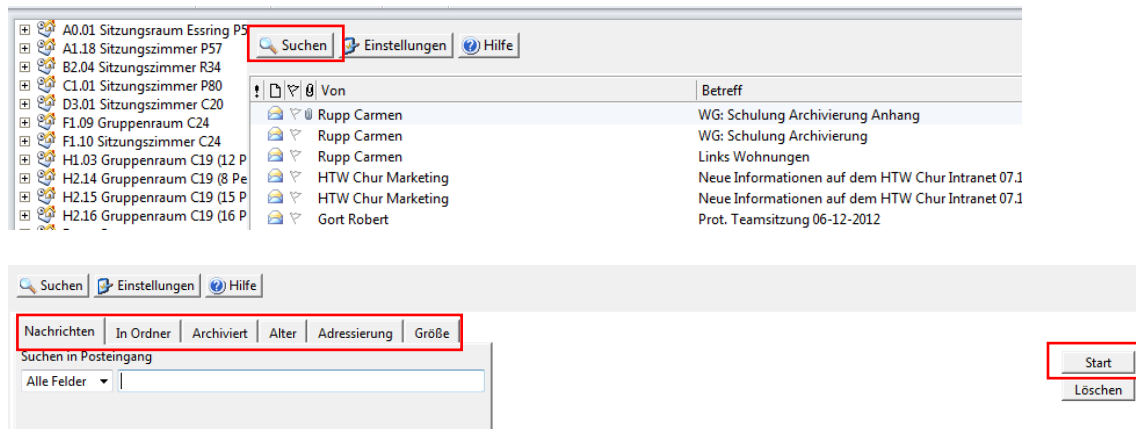 A0.01 Sitzungsraum Essring P5
A1.18 Sitzungszimmer P57
B2.04 Sitzungszimmer R34
C1.01 Sitzungszimmer P80
D3.01 Sitzungszimmer C20
F1.09 Gruppenraum C24
F1.10 Sitzungszimmer C24
H1.03 Gruppenraum C19 (12 P
H2.14 Gruppenraum C19 (8 Pe
H2.15 Gruppenraum C19 (15 P
H2.16 Gruppenraum C19 (16 P
Suchen Einstellungen Hilfe
! Von Betreff
Rupp Carmen WG: Schulung Archivierung Anhang
Rupp Carmen WG: Schulung Archivierung
Rupp Carmen Links Wohnungen
HTW Chur Marketing Neue Informationen auf dem HTW Chur Intranet 07.1
HTW Chur Marketing Neue Informationen auf dem HTW Chur Intranet 07.1
Gort Robert Prot. Teamsitzung 06-12-2012
Suchen Einstellungen Hilfe
Nachrichten In Ordner Archiviert Alter Adressierung Größe
Suchen in Posteingang
Alle Felder
Start
Löschen